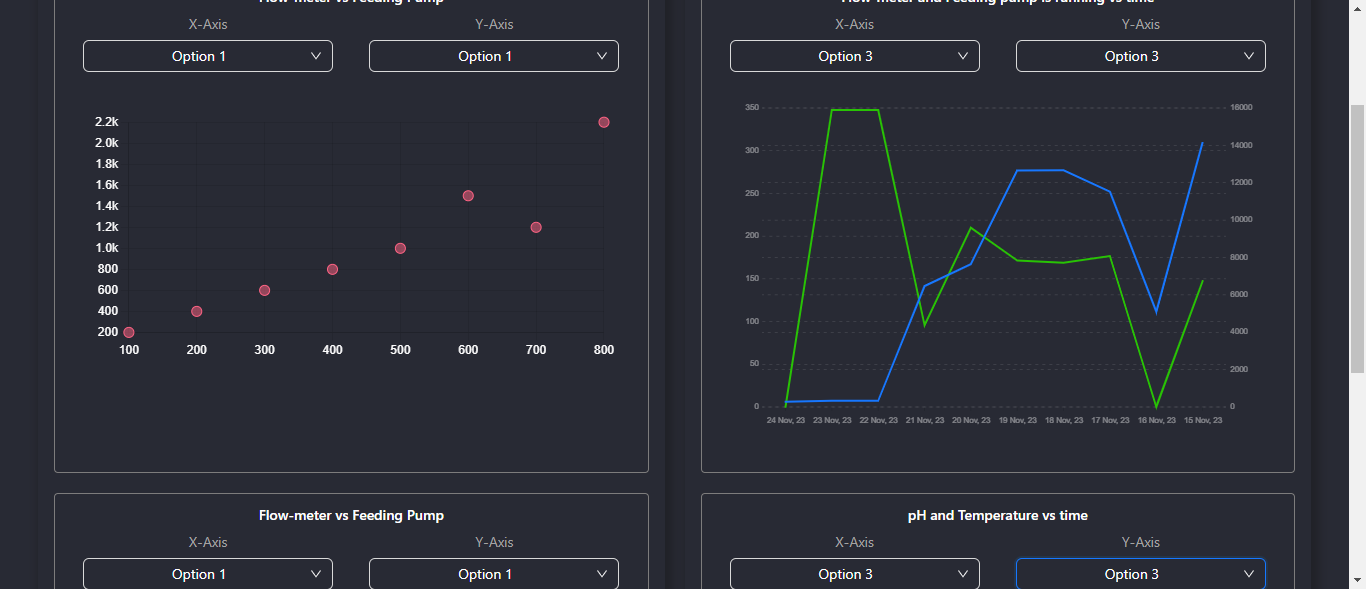 Flow-meter vs Feeding Pump
X-Axis
Y-Axis
Option 1
Option 1
2.2k
2.0k
1.8k
1.6k
1.4k
1.2k
1.0k
800
600
400
200
100 200 300 400 500 600 700 800
Flow-meter and Feeding pump is running vs time
X-Axis
Y-Axis
Option 3
Option 3
350
300
250
200
150
100
50
0
16000
14000
12000
10000
8000
6000
4000
2000
0
24 Nov, 23 23 Nov, 23 22 Nov, 23 21 Nov, 23 20 Nov, 23 19 Nov, 23 18 Nov, 23 17 Nov, 23 16 Nov, 23 15 Nov, 23
Flow-meter vs Feeding Pump
X-Axis
Y-Axis
Option 1
Option 1
pH and Temperature vs time
X-Axis
Y-Axis
Option 3
Option 3